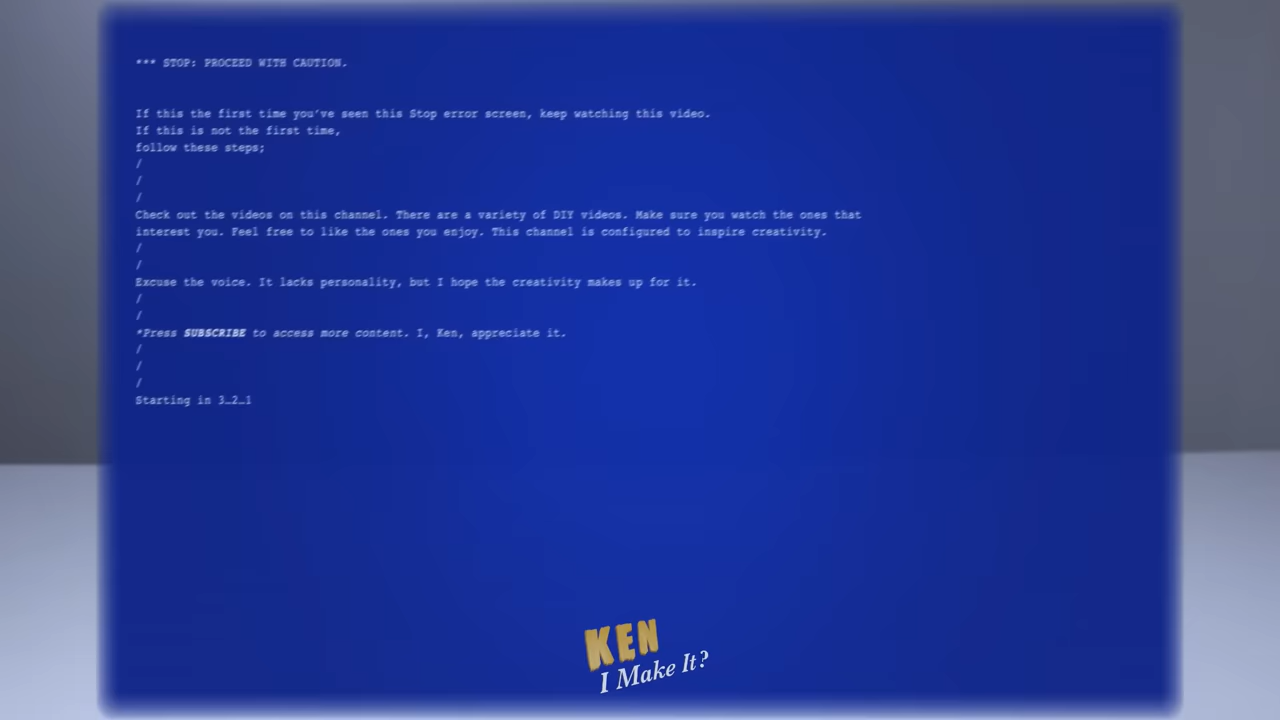 *** STOP: PROCEED WITH CAUTION.
If this the first time you've seen this Stop error screen, keep watching this video.
If this is not the first time,
follow these steps;
/
/
/
Check out the videos on this channel. There are a variety of DIY videos. Make sure you watch the ones that
interest you. Feel free to like the ones you enjoy. This channel is configured to inspire creativity.
/
/
Excuse the voice. It lacks personality, but I hope the creativity makes up for it.
/
/
*Press SUBSCRIBE to access more content. I, Ken, appreciate it.
/
/
/
Starting in 3…2…1
KEN
I Make It?